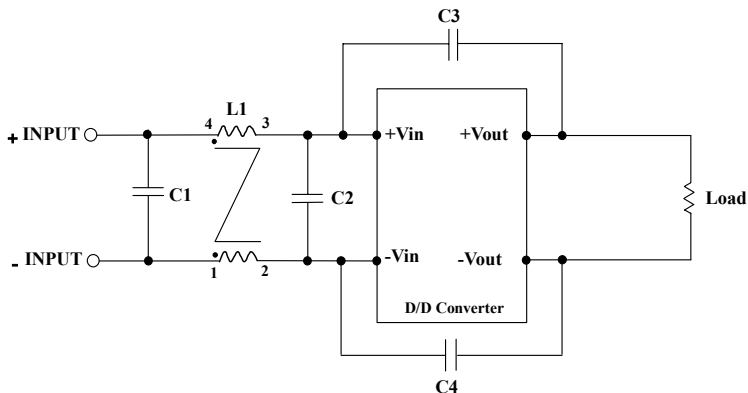 C3
L1
4
3
+ INPUT
+Vin
+Vout
C1
C2
Load
- INPUT
-Vin
-Vout
1
2
D/D Converter
C4